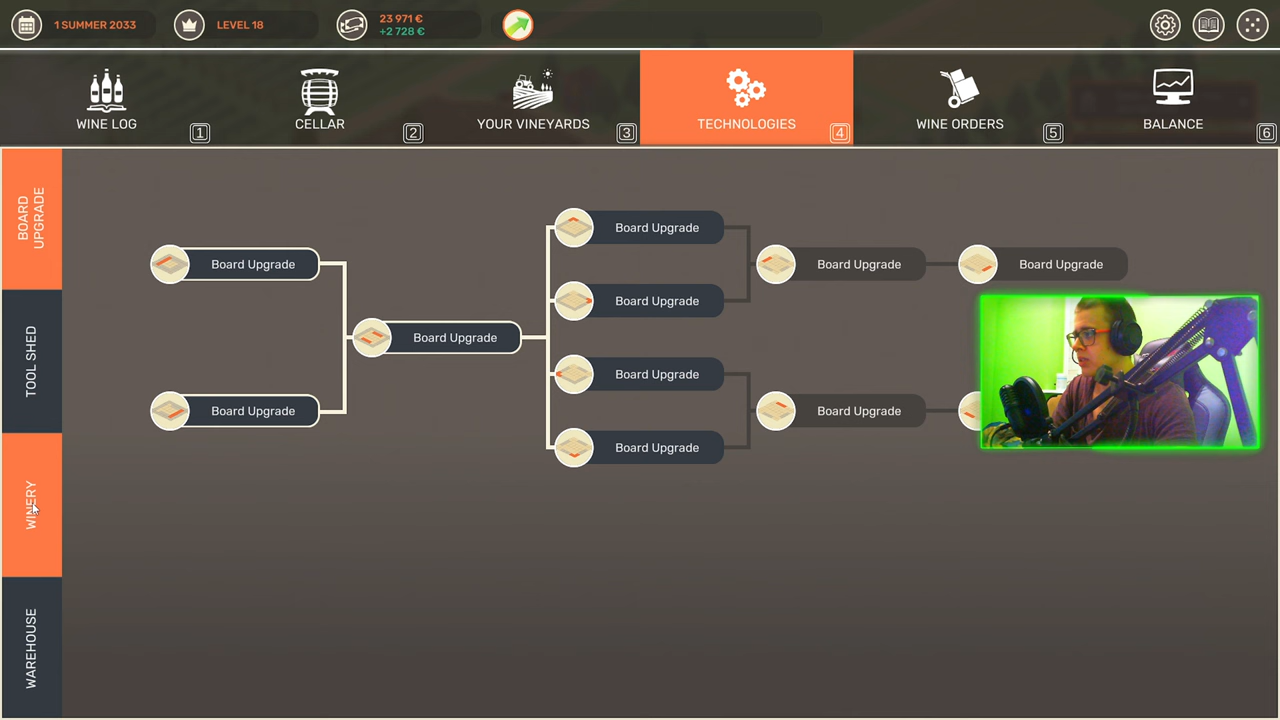 1 SUMMER 2033
LEVEL 18
23 971 €
+2 728 €
WINE LOG
1
CELLAR
2
YOUR VINEYARDS
3
TECHNOLOGIES
4
WINE ORDERS
5
BALANCE
6
BOARD
UPGRADE
TOOL SHED
WINERY
WAREHOUSE
Board Upgrade
Board Upgrade
Board Upgrade
Board Upgrade
Board Upgrade
Board Upgrade
Board Upgrade
Board Upgrade
Board Upgrade
Board Upgrade